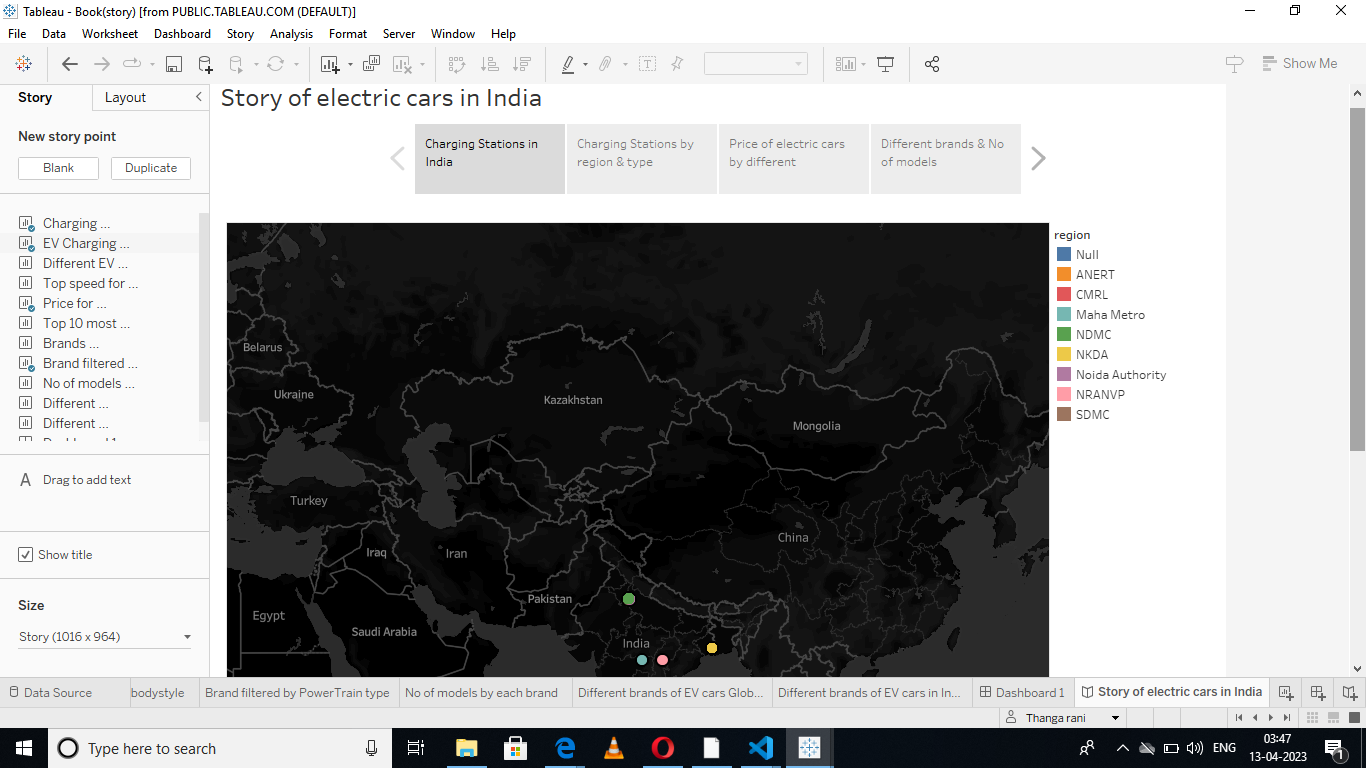 Tableau - Book(story) [from PUBLIC.TABLEAU.COM (DEFAULT)]
File Data Worksheet Dashboard Story Analysis Format Server Window Help
Show Me
Story Layout
New story point
Blank Duplicate
Charging ...
EV Charging ...
Different EV ...
Top speed for ...
Price for ...
Top 10 most ...
Brands ...
Brand filtered ...
No of models ...
Different ...
Different ...
Drag to add text
Show title
Size
Story (1016 x 964)
Story of electric cars in India
Charging Stations in
India
Charging Stations by
region & type
Price of electric cars
by different
Different brands & No
of models
Belarus
Ukraine
Kazakhstan
Mongolia
Turkey
Iraq
Iran
China
Pakistan
Egypt
Saudi Arabia
India
region
Null
ANERT
CMRL
Maha Metro
NDMC
NKDA
Noida Authority
NRANVP
SDMC
Data Source bodystyle Brand filtered by PowerTrain type No of models by each brand Different brands of EV cars Glob... Different brands of EV cars in In... Dashboard 1 Story of electric cars in India
Thanga rani
Type here to search
ENG
03:47
13-04-2023
1